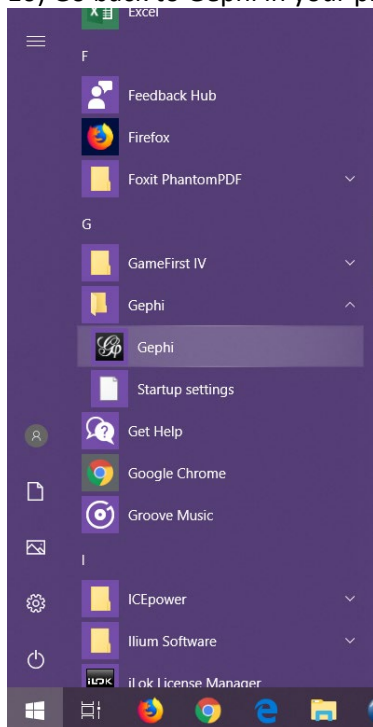 Excel
F
Feedback Hub
Firefox
Foxit PhantomPDF
G
GameFirst IV
Gephi
Gephi
Startup settings
Get Help
Google Chrome
Groove Music
I
ICEpower
Ilium Software
iLok License Manager